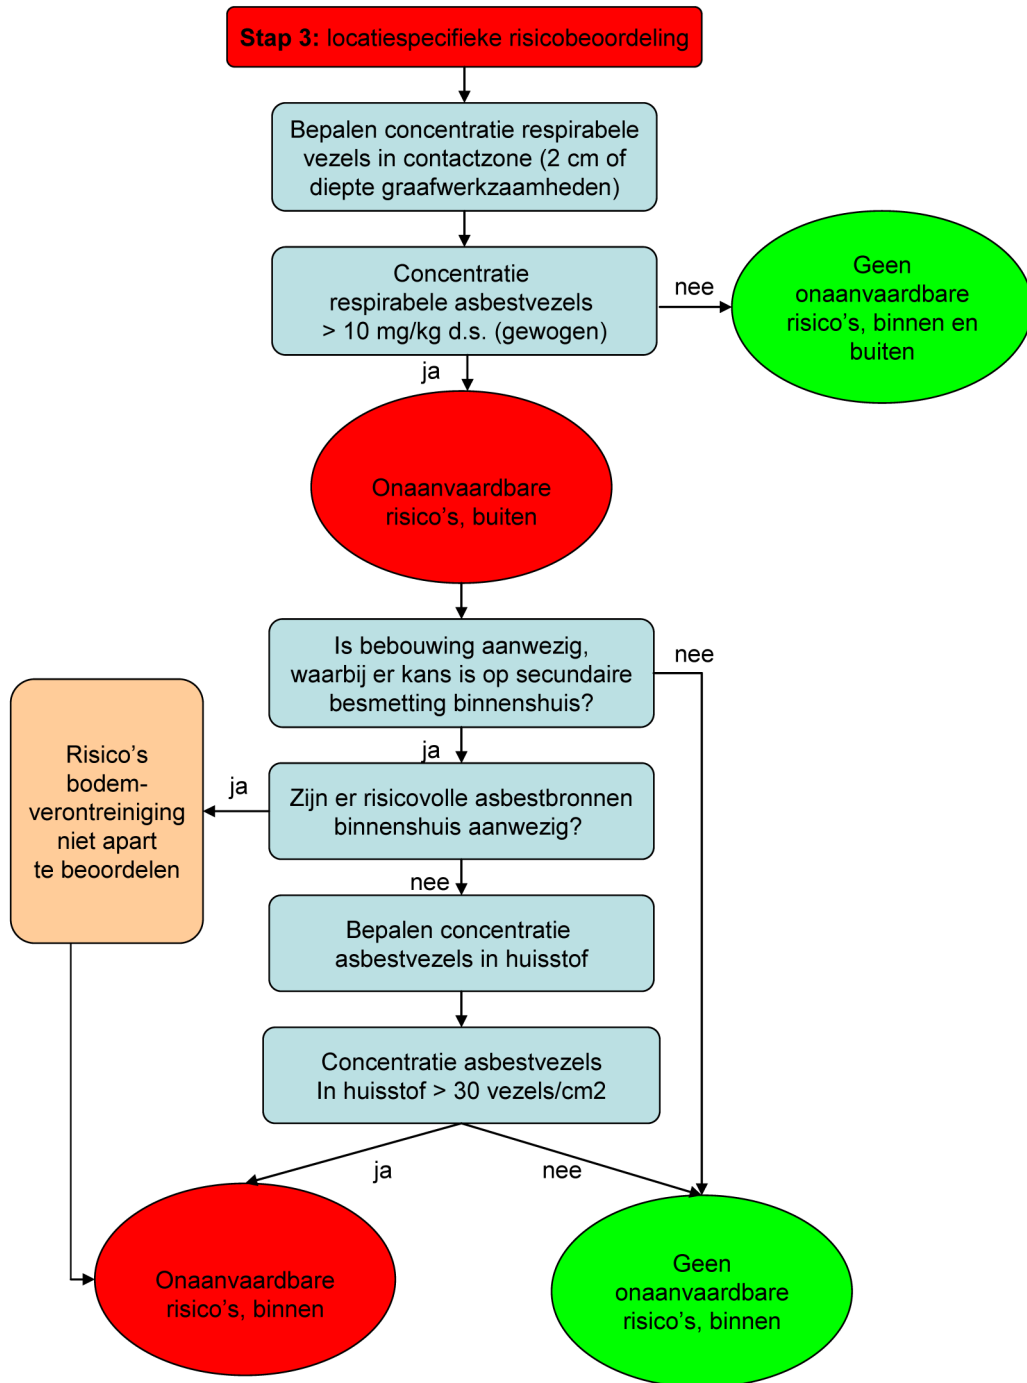 Stap 3: locatiespecifieke risicobeoordeling
Bepalen concentratie respirabele
vezels in contactzone (2 cm of
diepte graafwerkzaamheden)
Concentratie
respirabele asbestvezels
> 10 mg/kg d.s. (gewogen)
nee
Geen
onaanvaardbare
risico's, binnen en
buiten
ja
Onaanvaardbare
risico's, buiten
Is bebouwing aanwezig,
waarbij er kans is op secundaire
besmetting binnenshuis?
nee
ja
Zijn er risicovolle asbestbronnen
binnenshuis aanwezig?
ja
Risico's
bodem-
verontreiniging
niet apart
te beoordelen
nee
Bepalen concentratie
asbestvezels in huisstof
Concentratie asbestvezels
In huisstof > 30 vezels/cm2
ja
nee
Onaanvaardbare
risico's, binnen
Geen
onaanvaardbare
risico's, binnen